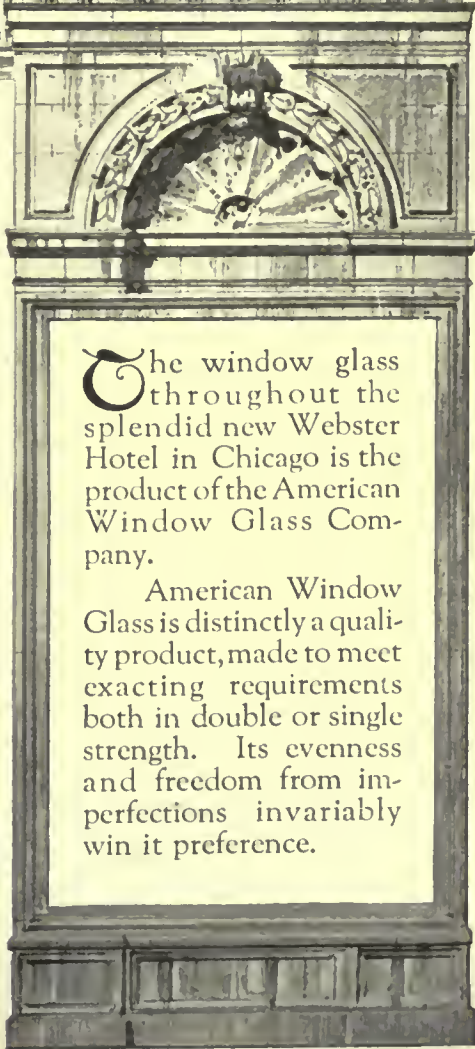 The window glass
throughout the
splendid new Webster
Hotel in Chicago is the
product of the American
Window Glass Com-
pany.
American Window
Glass is distinctly a quali-
ty product, made to meet
exacting requirements
both in double or single
strength. Its evenness
and freedom from im-
perfections invariably
win it preference.